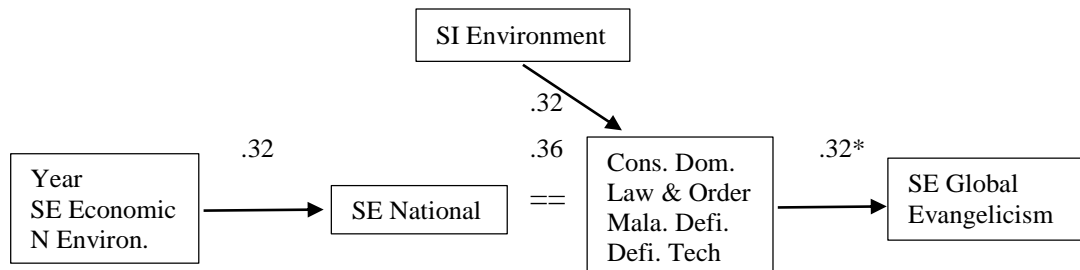 SI Environment
.32
.32
.36
.32*
Year
SE Economic
N Environ.
SE National
==
Cons. Dom.
Law & Order
Mala. Defi.
Defi. Tech
SE Global
Evangelicism